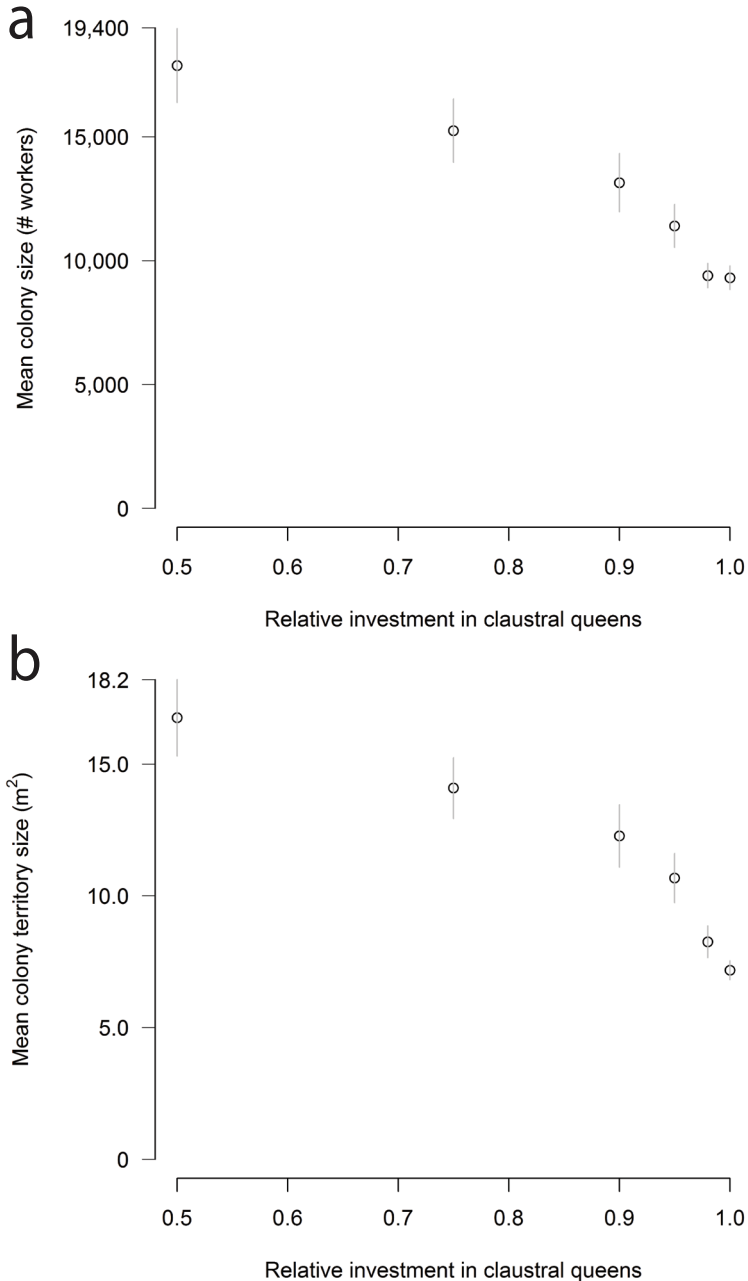 a
19,400
15,000
10,000
5,000
0
Mean colony size (# workers)
0.5 0.6 0.7 0.8 0.9 1.0
Relative investment in claustral queens
b
18.2
15.0
10.0
5.0
0
Mean colony territory size (m²)
0.5 0.6 0.7 0.8 0.9 1.0
Relative investment in claustral queens